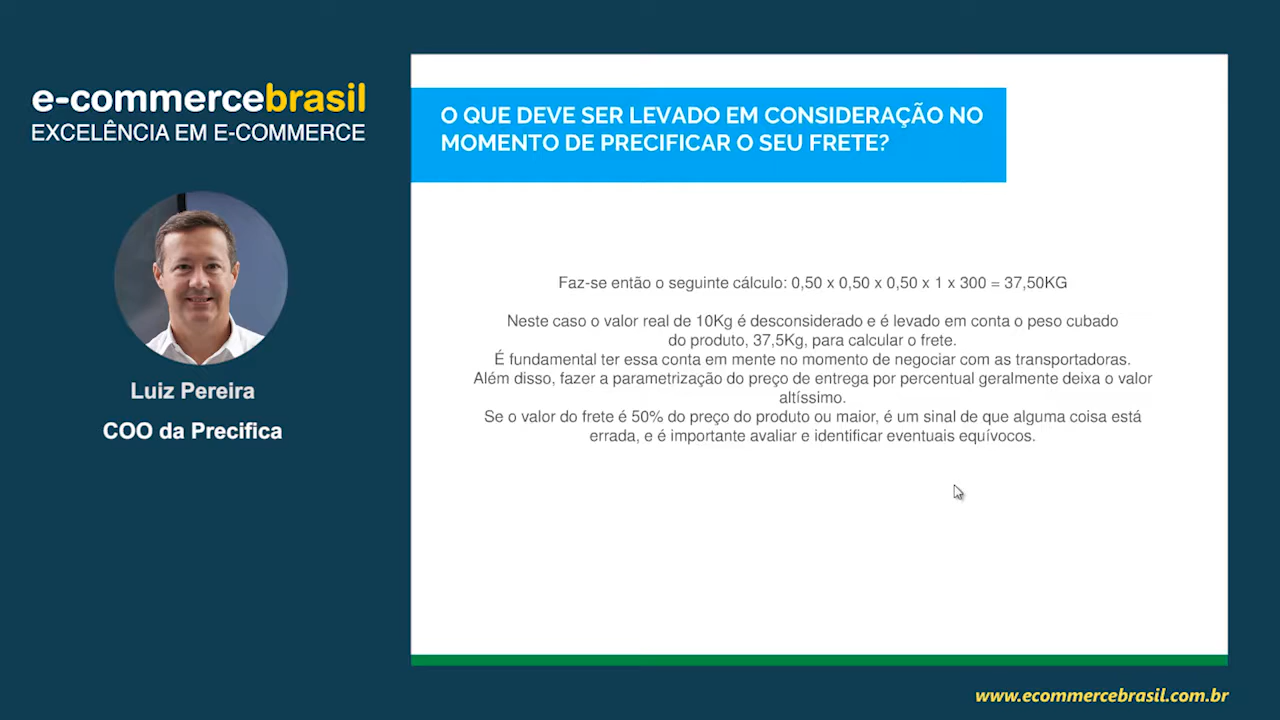 e-commercebrasil
EXCELÊNCIA EM E-COMMERCE
Luiz Pereira
COO da Precifica
O QUE DEVE SER LEVADO EM CONSIDERAÇÃO NO
MOMENTO DE PRECIFICAR O SEU FRETE?
Faz-se então o seguinte cálculo: 0,50 x 0,50 x 0,50 x 1 x 300 = 37,50KG
Neste caso o valor real de 10Kg é desconsiderado e é levado em conta o peso cubado
do produto, 37,5Kg, para calcular o frete.
É fundamental ter essa conta em mente no momento de negociar com as transportadoras.
Além disso, fazer a parametrização do preço de entrega por percentual geralmente deixa o valor
altíssimo.
Se o valor do frete é 50% do preço do produto ou maior, é um sinal de que alguma coisa está
errada, e é importante avaliar e identificar eventuais equívocos.
www.ecommercebrasil.com.br